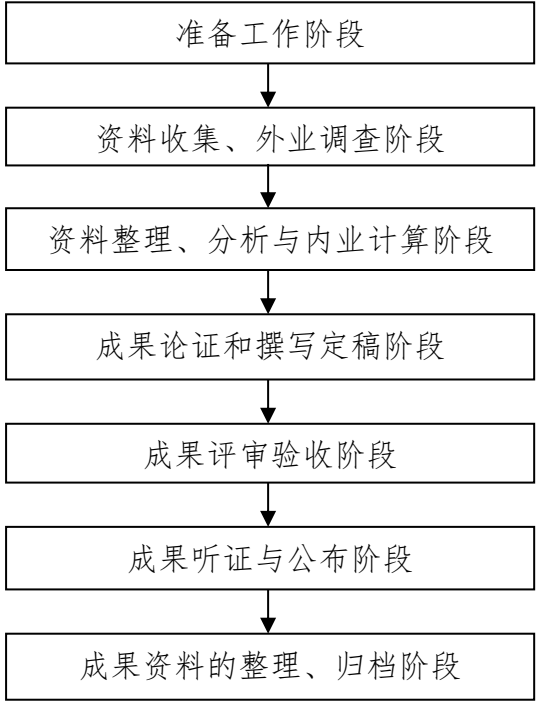 准备工作阶段
资料收集、外业调查阶段
资料整理、分析与内业计算阶段
成果论证和撰写定稿阶段
成果评审验收阶段
成果听证与公布阶段
成果资料的整理、归档阶段